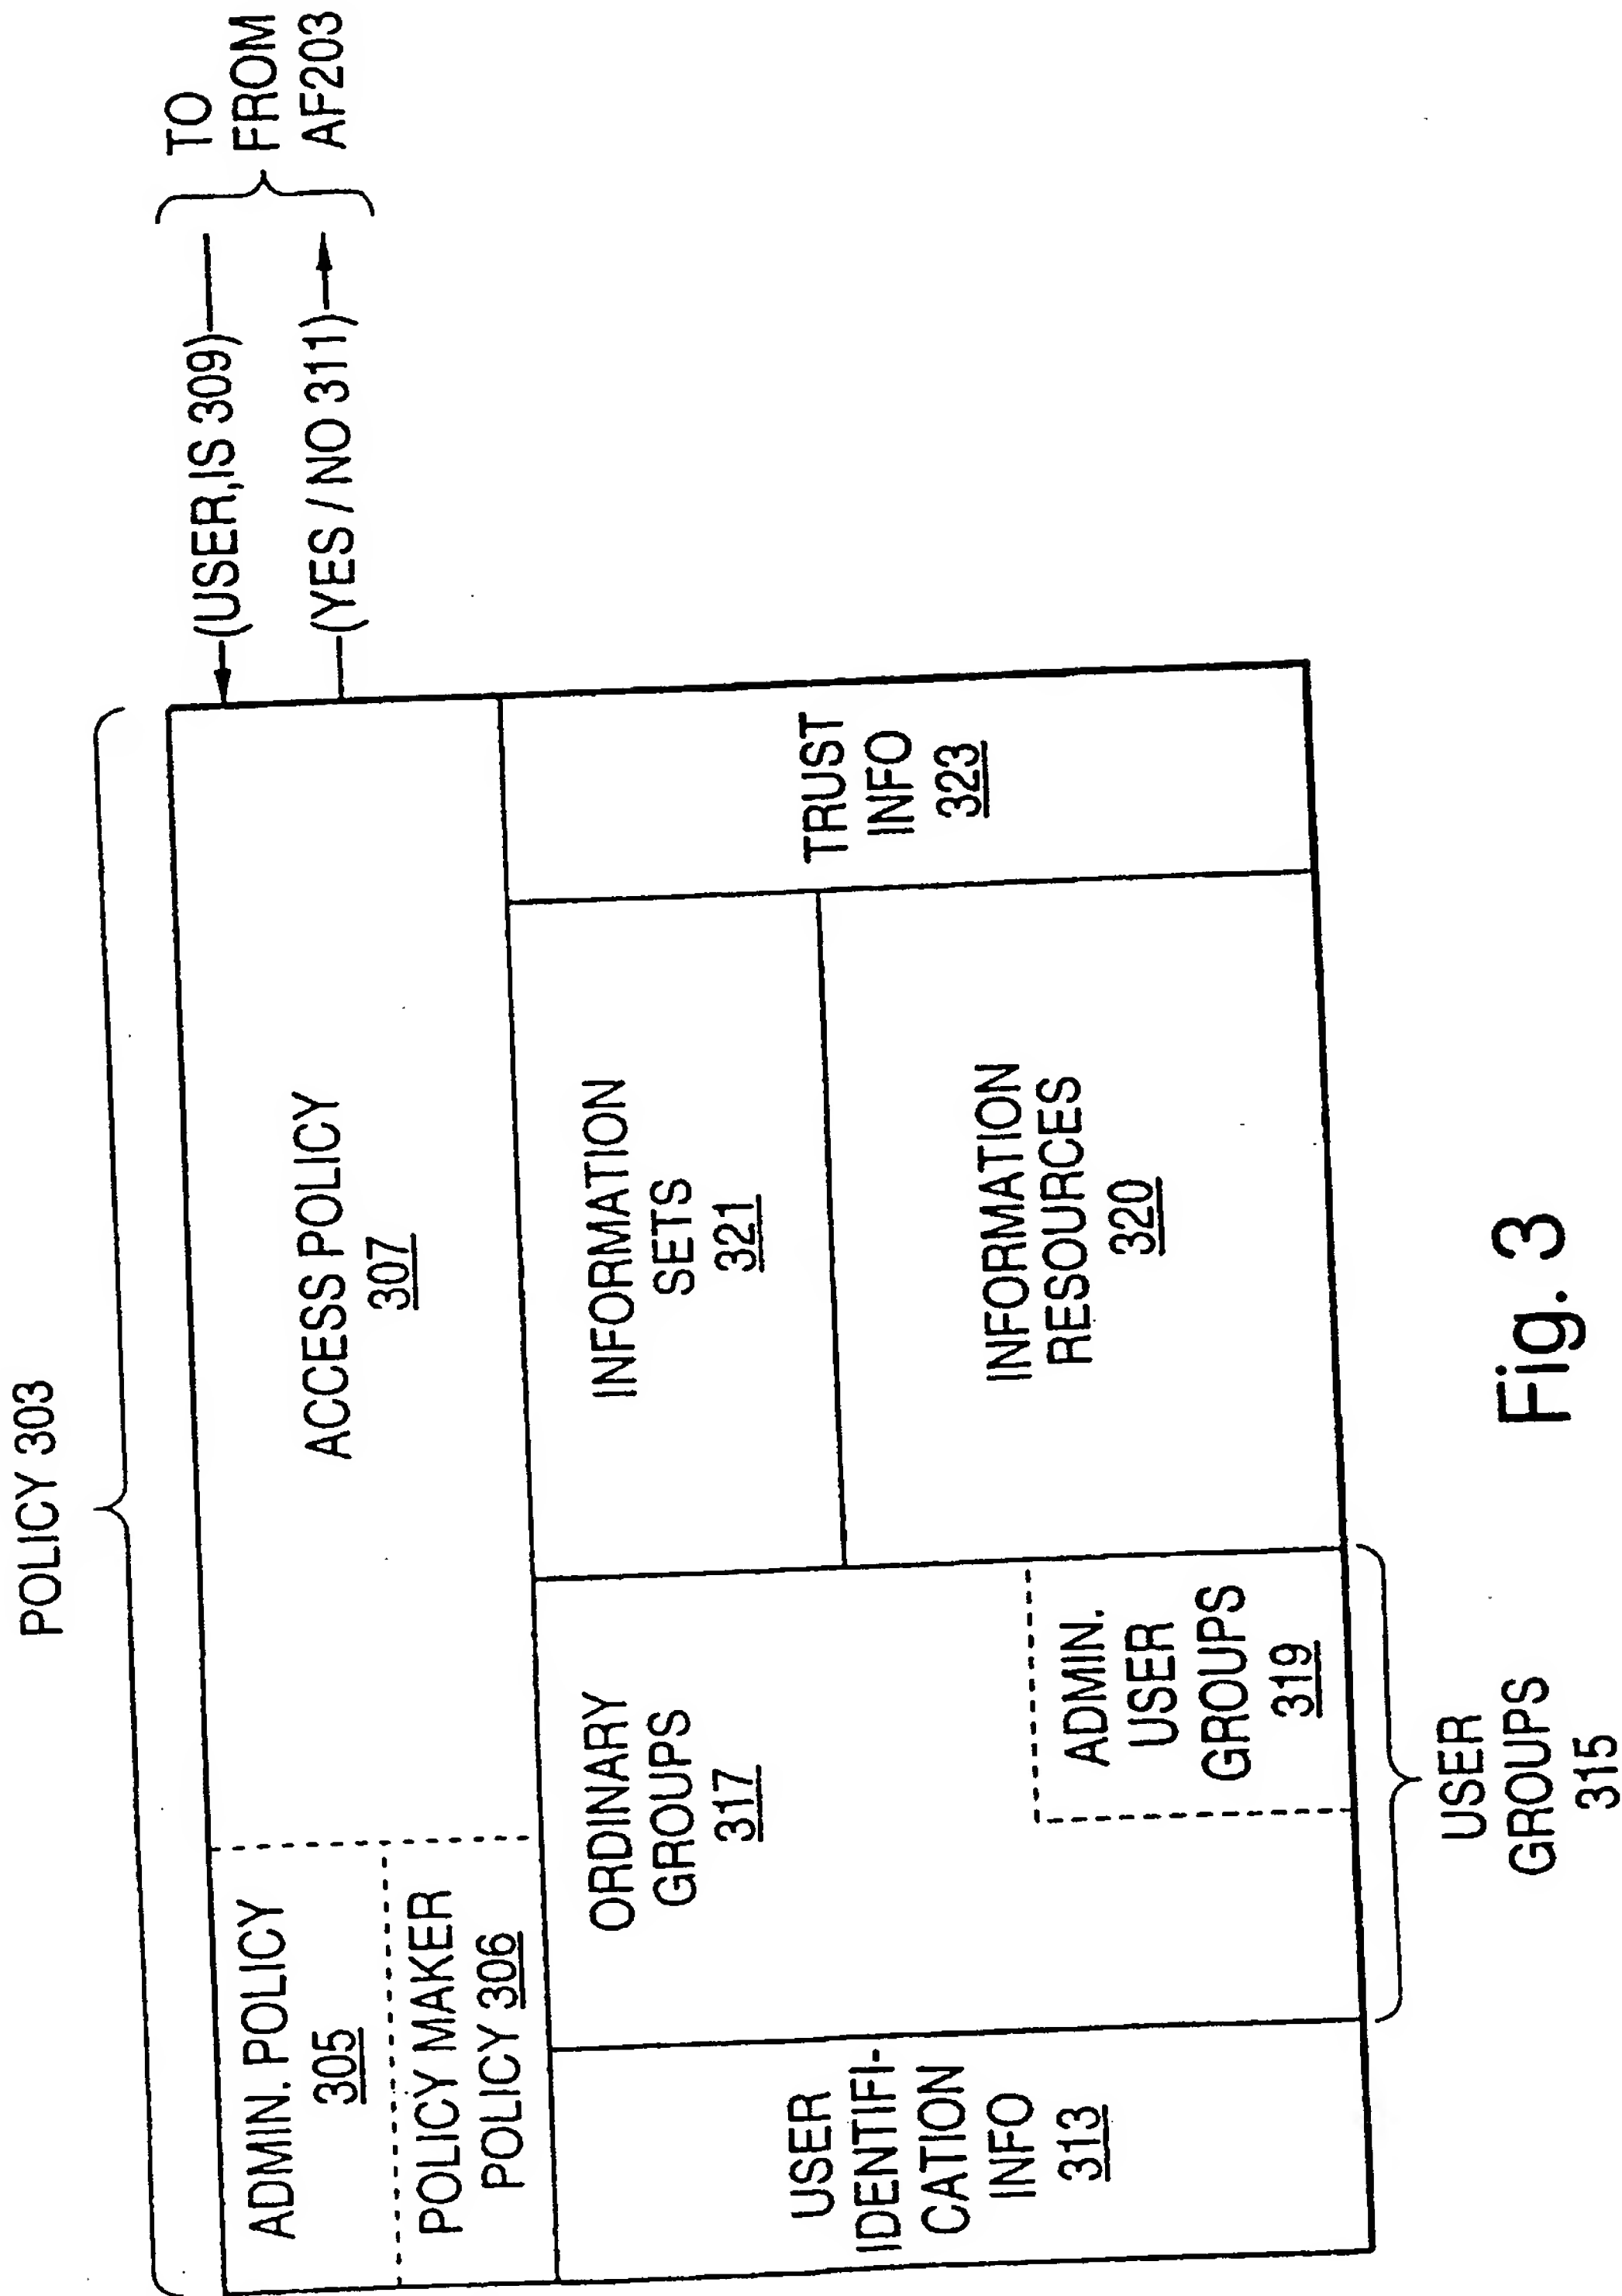 POLICY 303
ADMIN. POLICY
305
POLICY MAKER
POLICY 306
ACCESS POLICY
307
(USER,IS 309)
(YES / NO 311)
TO
FROM
AF203
USER
IDENTIFI-
CATION
INFO
313
ORDINARY
GROUPS
317
ADMIN.
USER
GROUPS
319
INFORMATION
SETS
321
INFORMATION
RESOURCES
320
TRUST
INFO
323
USER
GROUPS
315
Fig. 3